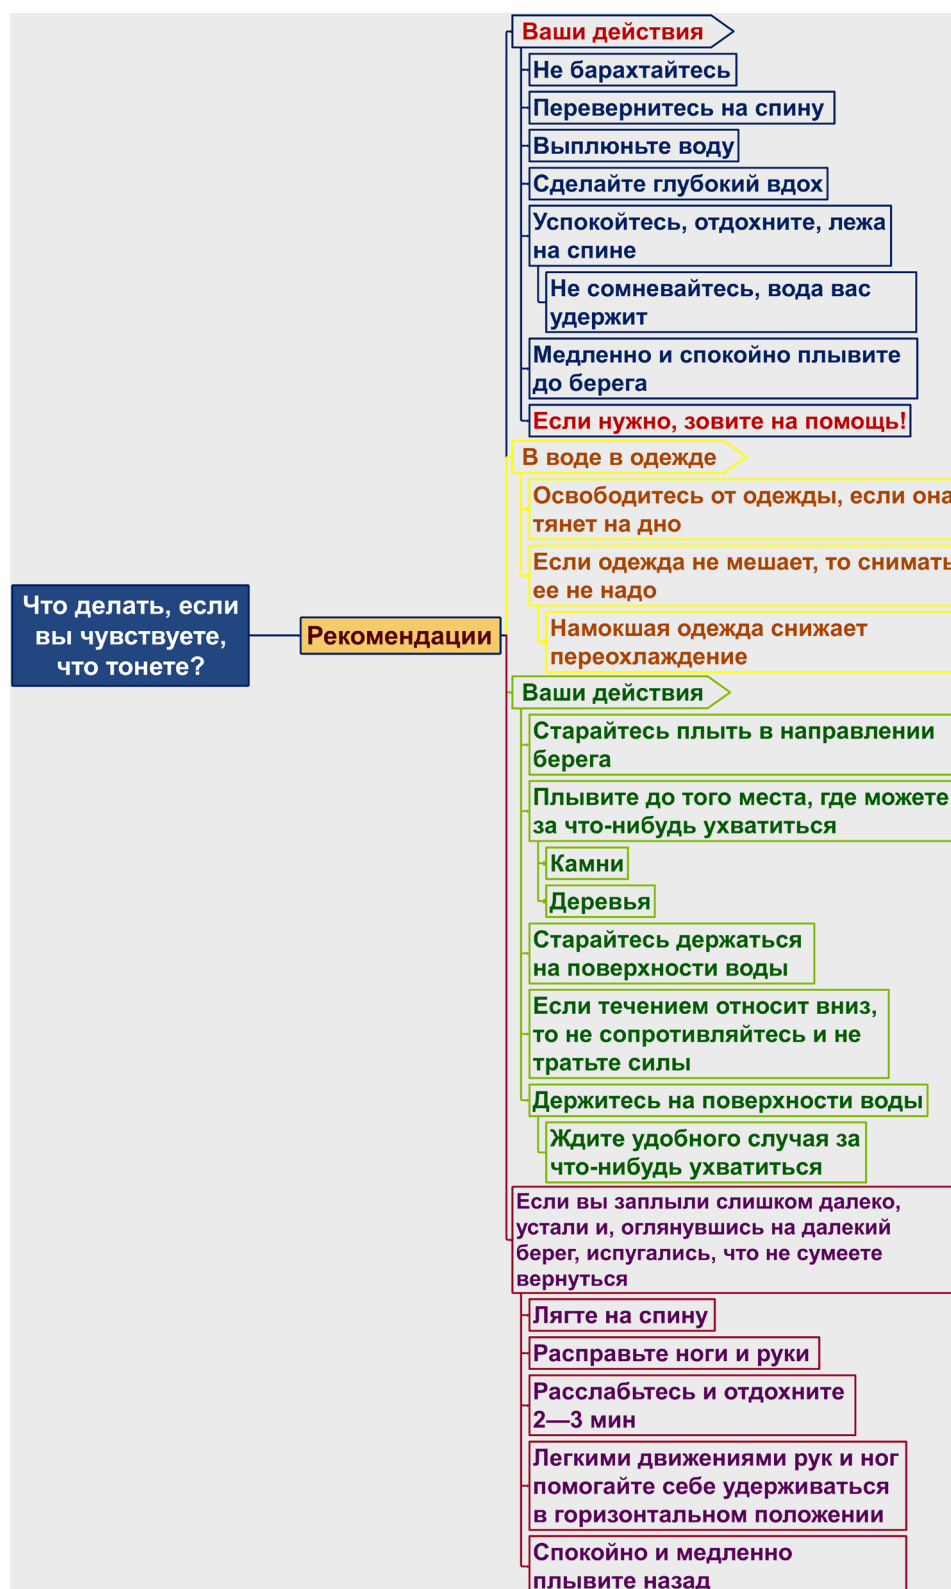 Что делать, если
вы чувствуете,
что тонете?
Рекомендации
Ваши действия
Не барахтайтесь
Перевернитесь на спину
Выплюньте воду
Сделайте глубокий вдох
Успокойтесь, отдохните, лежа
на спине
Не сомневайтесь, вода вас
удержит
Медленно и спокойно плывите
до берега
Если нужно, зовите на помощь!
В воде в одежде
Освободитесь от одежды, если она
тянет на дно
Если одежда не мешает, то снимать
ее не надо
Намокшая одежда снижает
переохлаждение
Ваши действия
Старайтесь плыть в направлении
берега
Плывите до того места, где можете
за что-нибудь ухватиться
Камни
Деревья
Старайтесь держаться
на поверхности воды
Если течением относит вниз,
то не сопротивляйтесь и не
тратьте силы
Держитесь на поверхности воды
Ждите удобного случая за
что-нибудь ухватиться
Если вы заплыли слишком далеко,
устали и, оглянувшись на далекий
берег, испугались, что не сумеете
вернуться
Лягте на спину
Расправьте ноги и руки
Расслабьтесь и отдохните
2—3 мин
Легкими движениями рук и ног
помогайте себе удерживаться
в горизонтальном положении
Спокойно и медленно
плывите назад